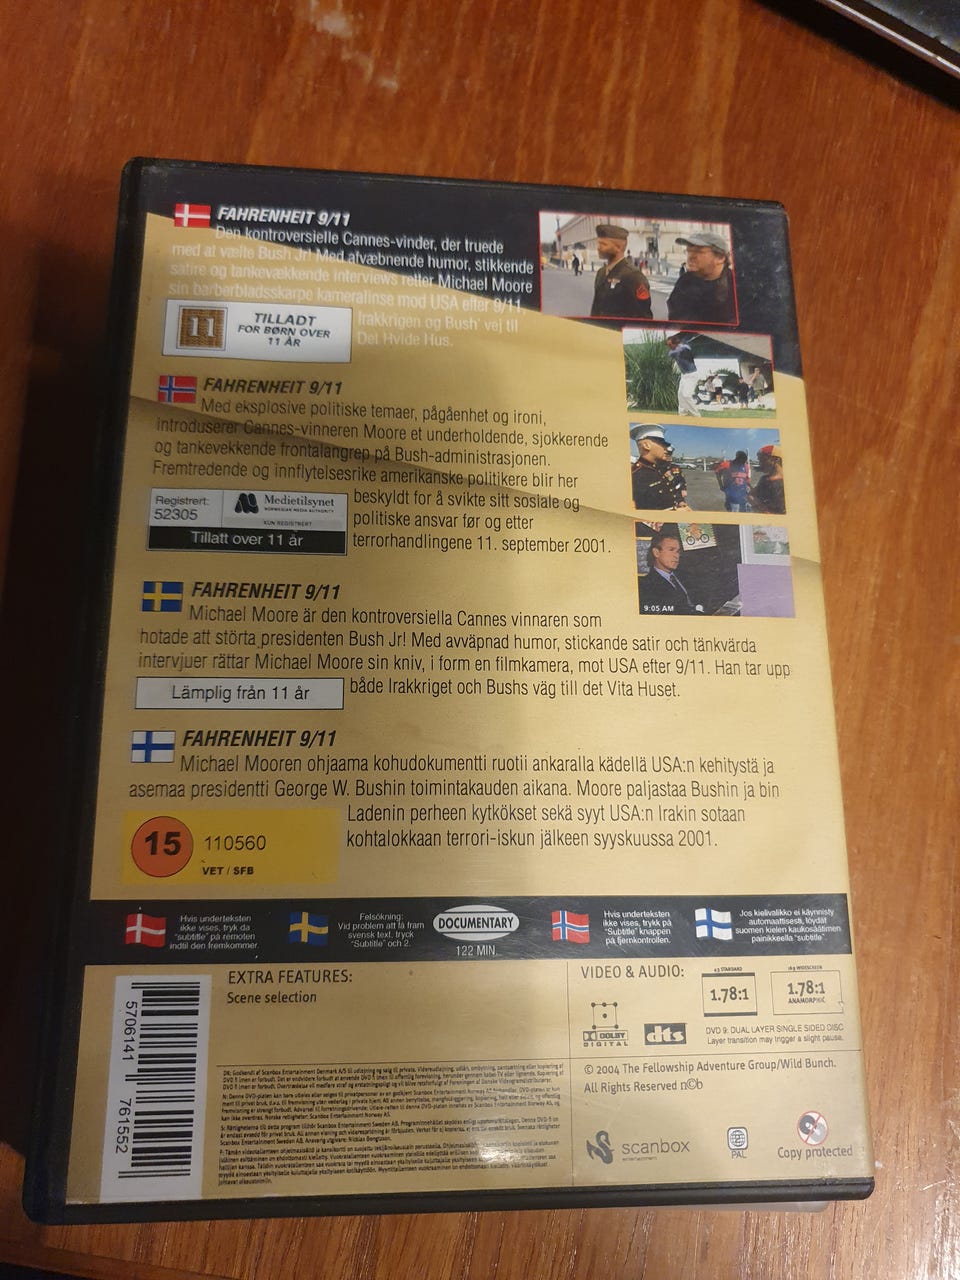 FAHRENHEIT 9/11
Den kontroversielle Cannes-vinder, der truede
med at vælte Bush Jr! Med afvæbnende humor, stikkende
satire og tankevækkende interviews retter Michael Moore
sin barberbladsskarpe kameralinse mod USA efter 9/11,
Irakkrigen og Bush' vej til
Det Hvide Hus.
11
TILLADT
FOR BØRN OVER
11 ÅR
FAHRENHEIT 9/11
Med eksplosive politiske temaer, pågåenhet og ironi,
introduserer Cannes-vinneren Moore et underholdende, sjokkerende
og tankevekkende frontalangrep på Bush-administrasjonen.
Fremtredende og innflytelsesrike amerikanske politikere blir her
beskyldt for å svikte sitt sosiale og
politiske ansvar før og etter
terrorhandlingene 11. september 2001.
Registrert:
52305
Medietilsynet
NORWEGIAN MEDIA AUTHORITY
KUN REGISTRERT
Tillatt over 11 år
9:05 AM
FAHRENHEIT 9/11
Michael Moore är den kontroversiella Cannes vinnaren som
hotade att störta presidenten Bush Jr! Med avväpnad humor, stickande satir och tänkvärda
intervjuer rättar Michael Moore sin kniv, i form en filmkamera, mot USA efter 9/11. Han tar upp
både Irakkriget och Bushs väg till det Vita Huset.
Lämplig från 11 år
FAHRENHEIT 9/11
Michael Mooren ohjaama kohudokumentti ruotii ankaralla kädellä USA:n kehitystä ja
asemaa presidentti George W. Bushin toimintakauden aikana. Moore paljastaa Bushin ja bin
Ladenin perheen kytkökset sekä syyt USA:n Irakin sotaan
kohtalokkaan terrori-iskun jälkeen syyskuussa 2001.
15
110560
VET / SFB
Hvis underteksten
ikke vises, tryk da
"subtitle" på remoten
indtil den fremkommer.
Felsökning:
Vid problem att få fram
svensk text, tryck
"Subtitle" och 2.
DOCUMENTARY
122 MIN.
Hvis underteksten
ikke vises, trykk på
"Subtitle" knappen
på fjernkontrollen.
Jos kielivalikko ei käynnisty
automaattisesti, löydät
suomen kielen kaukosäätimen
painikkeella "subtitle".
5706141 761552
EXTRA FEATURES:
Scene selection
VIDEO & AUDIO:
4:3 STANDARD
1.78:1
16:9 WIDESCREEN
1.78:1
ANAMORPHIC
DOLBY
DIGITAL
dts
DVD 9: DUAL LAYER SINGLE SIDED DISC
Layer transition may trigger a slight pause.
© 2004 The Fellowship Adventure Group/Wild Bunch.
All Rights Reserved n©b
scanbox
entertainment
PAL
Copy protected